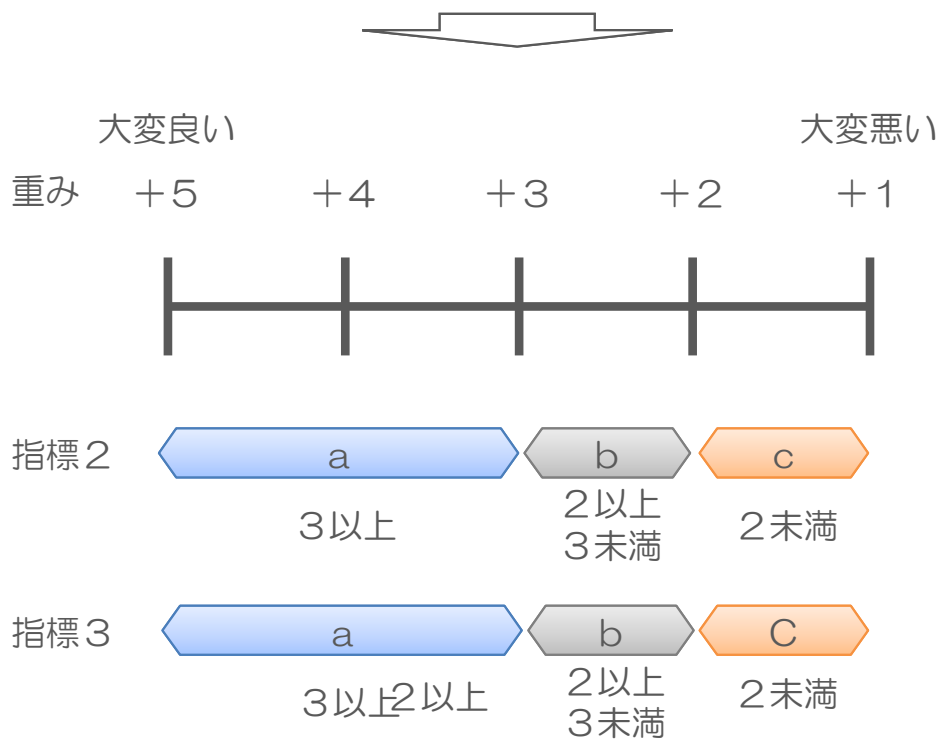 大変良い 大変悪い
重み +5 +4 +3 +2 +1
指標2 a b c
3以上 2以上 2未満
3未満
指標3 a b C
3以上2以上 2以上 2未満
3未満